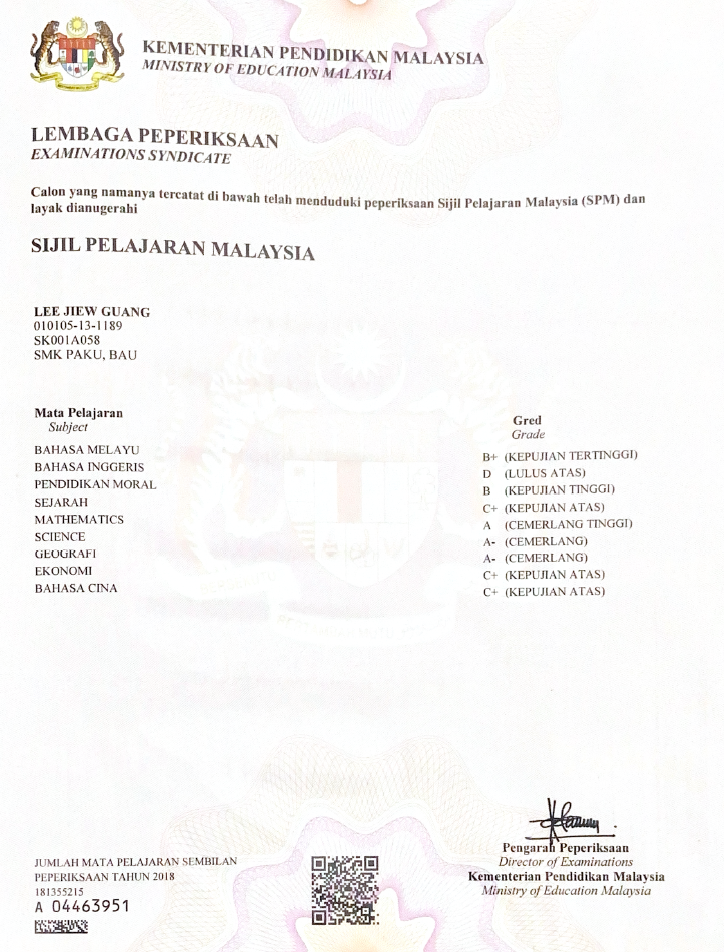 KEMENTERIAN PENDIDIKAN MALAYSIA
MINISTRY OF EDUCATION MALAYSIA
LEMBAGA PEPERIKSAAN
EXAMINATIONS SYNDICATE
Calon yang namanya tercatat di bawah telah menduduki peperiksaan Sijil Pelajaran Malaysia (SPM) dan
layak dianugerahi
SIJIL PELAJARAN MALAYSIA
LEE JIEW GUANG
010105-13-1189
SK001A058
SMK PAKU, BAU
Mata Pelajaran Gred
Subject Grade
BAHASA MELAYU B+ (KEPUJIAN TERTINGGI)
BAHASA INGGERIS D (LULUS ATAS)
PENDIDIKAN MORAL B (KEPUJIAN TINGGI)
SEJARAH C+ (KEPUJIAN ATAS)
MATHEMATICS A (CEMERLANG TINGGI)
SCIENCE A- (CEMERLANG)
GEOGRAFI A- (CEMERLANG)
EKONOMI C+ (KEPUJIAN ATAS)
BAHASA CINA C+ (KEPUJIAN ATAS)
Pengarah Peperiksaan
Director of Examinations
Kementerian Pendidikan Malaysia
Ministry of Education Malaysia
JUMLAH MATA PELAJARAN SEMBILAN
PEPERIKSAAN TAHUN 2018
181355215
A 04463951